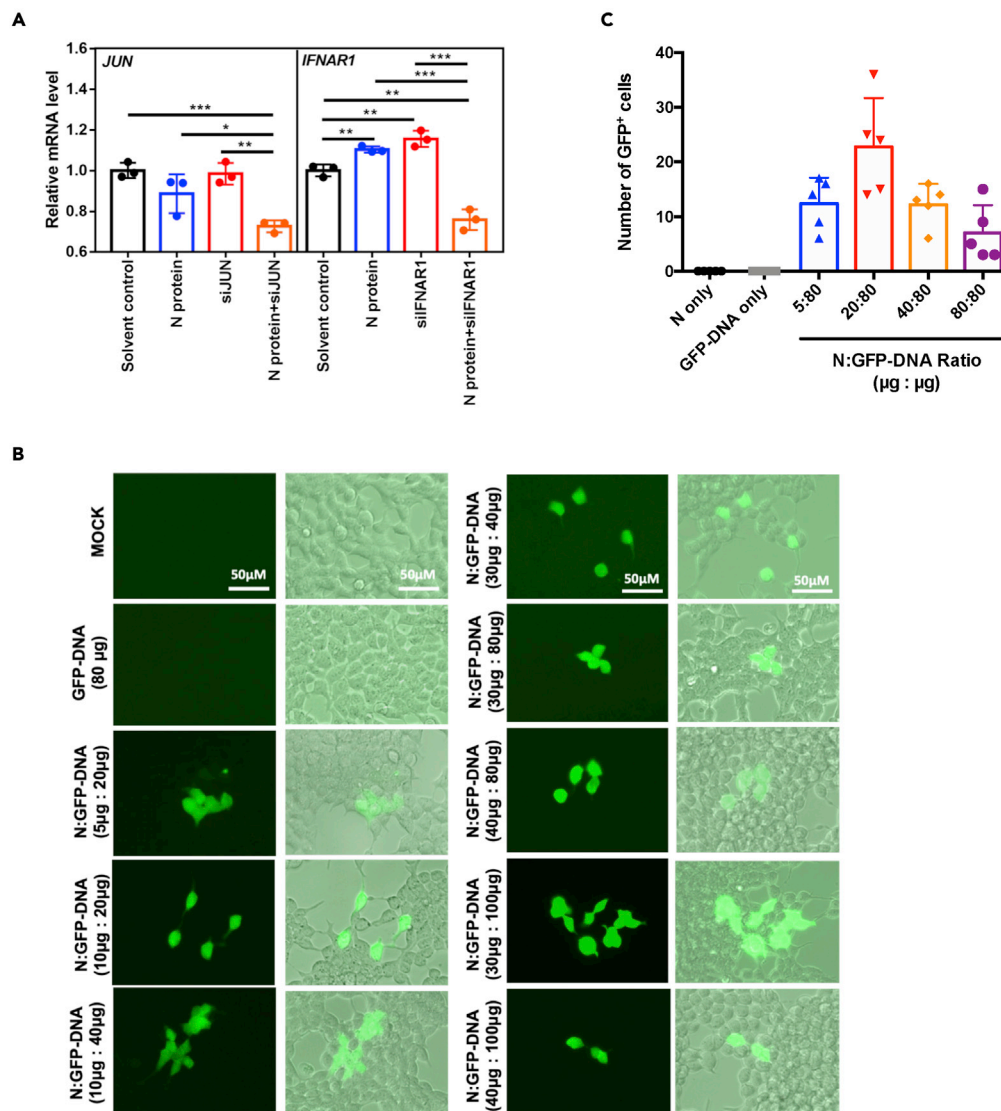 A
JUN
IFNAR1
***
*
**
***
***
**
**
**
Relative mRNA level
1.6
1.4
1.2
1.0
0.8
0.6
Solvent control
N protein
siJUN
N protein+siJUN
Solvent control
N protein
siIFNAR1
N protein+siIFNAR1
C
Number of GFP⁺ cells
40
30
20
10
0
N only
GFP-DNA only
5:80
20:80
40:80
80:80
N:GFP-DNA Ratio
(µg : µg)
B
MOCK
50µM
50µM
GFP-DNA
(80 µg)
N:GFP-DNA
(5µg : 20µg)
N:GFP-DNA
(10µg : 20µg)
N:GFP-DNA
(10µg : 40µg)
N:GFP-DNA
(30µg : 40µg)
50µM
50µM
N:GFP-DNA
(30µg : 80µg)
N:GFP-DNA
(40µg : 80µg)
N:GFP-DNA
(30µg : 100µg)
N:GFP-DNA
(40µg : 100µg)